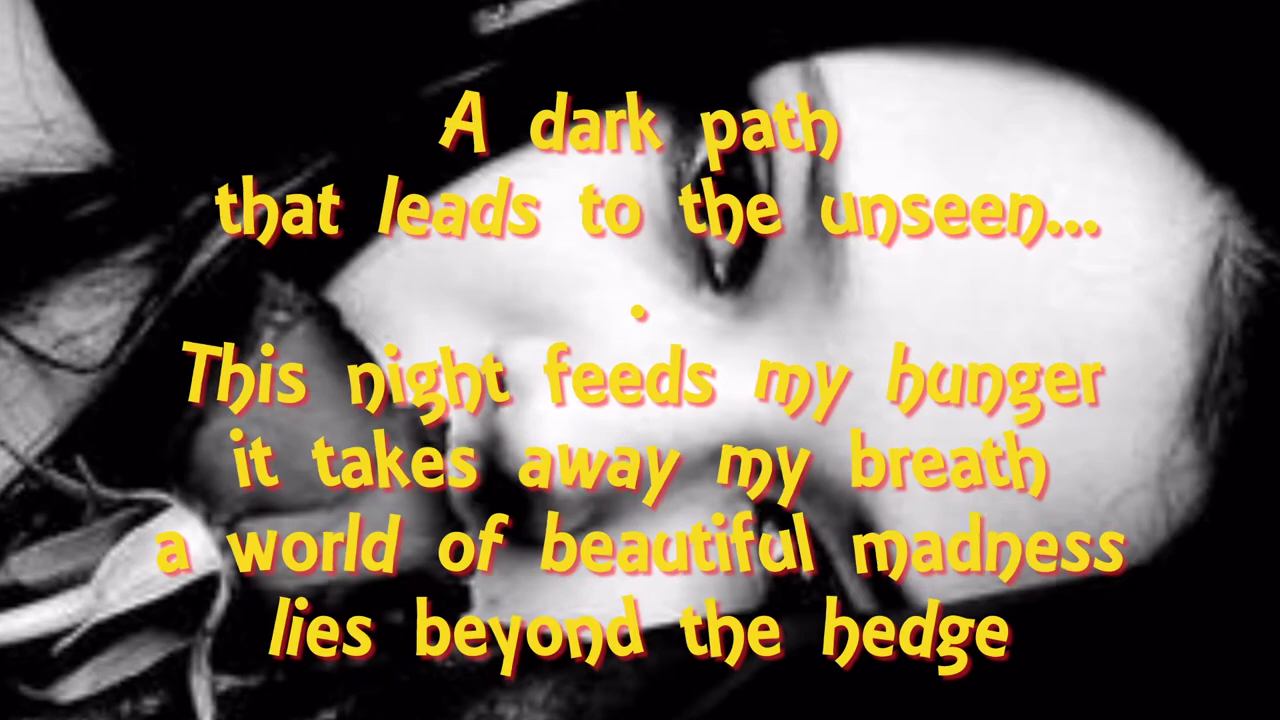 A dark path
that leads to the unseen...
.
This night feeds my hunger
it takes away my breath
a world of beautiful madness
lies beyond the hedge